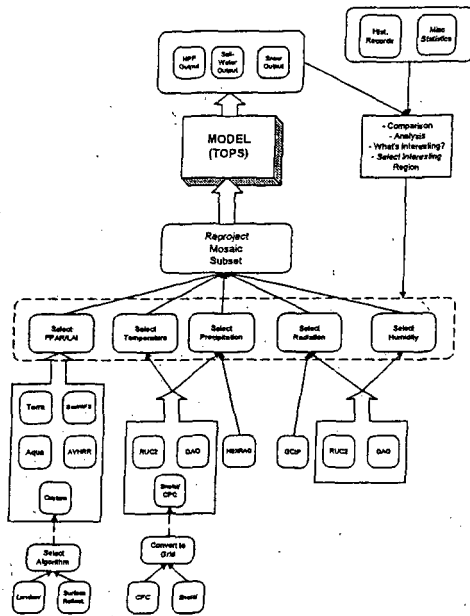 NPP
Output
Soil-
Water
Output
Snow
Output
Hist.
Records
Misc
Statistics
MODEL
(TOPS)
- Comparison
- Analysis
- What's Interesting?
- Select Interesting
Region
Reproject
Mosaic
Subset
Select
FPAR/LAI
Select
Temperature
Select
Precipitation
Select
Radiation
Select
Humidity
Terra
SeaWiFS
Aqua
AVHRR
Custom
RUC2
DAO
Snotel/
CPC
NEXRAD
GCIP
RUC2
DAO
Select
Algorithm
Convert to
Grid
Landsat
Surface
Reflect.
CPC
Snotel